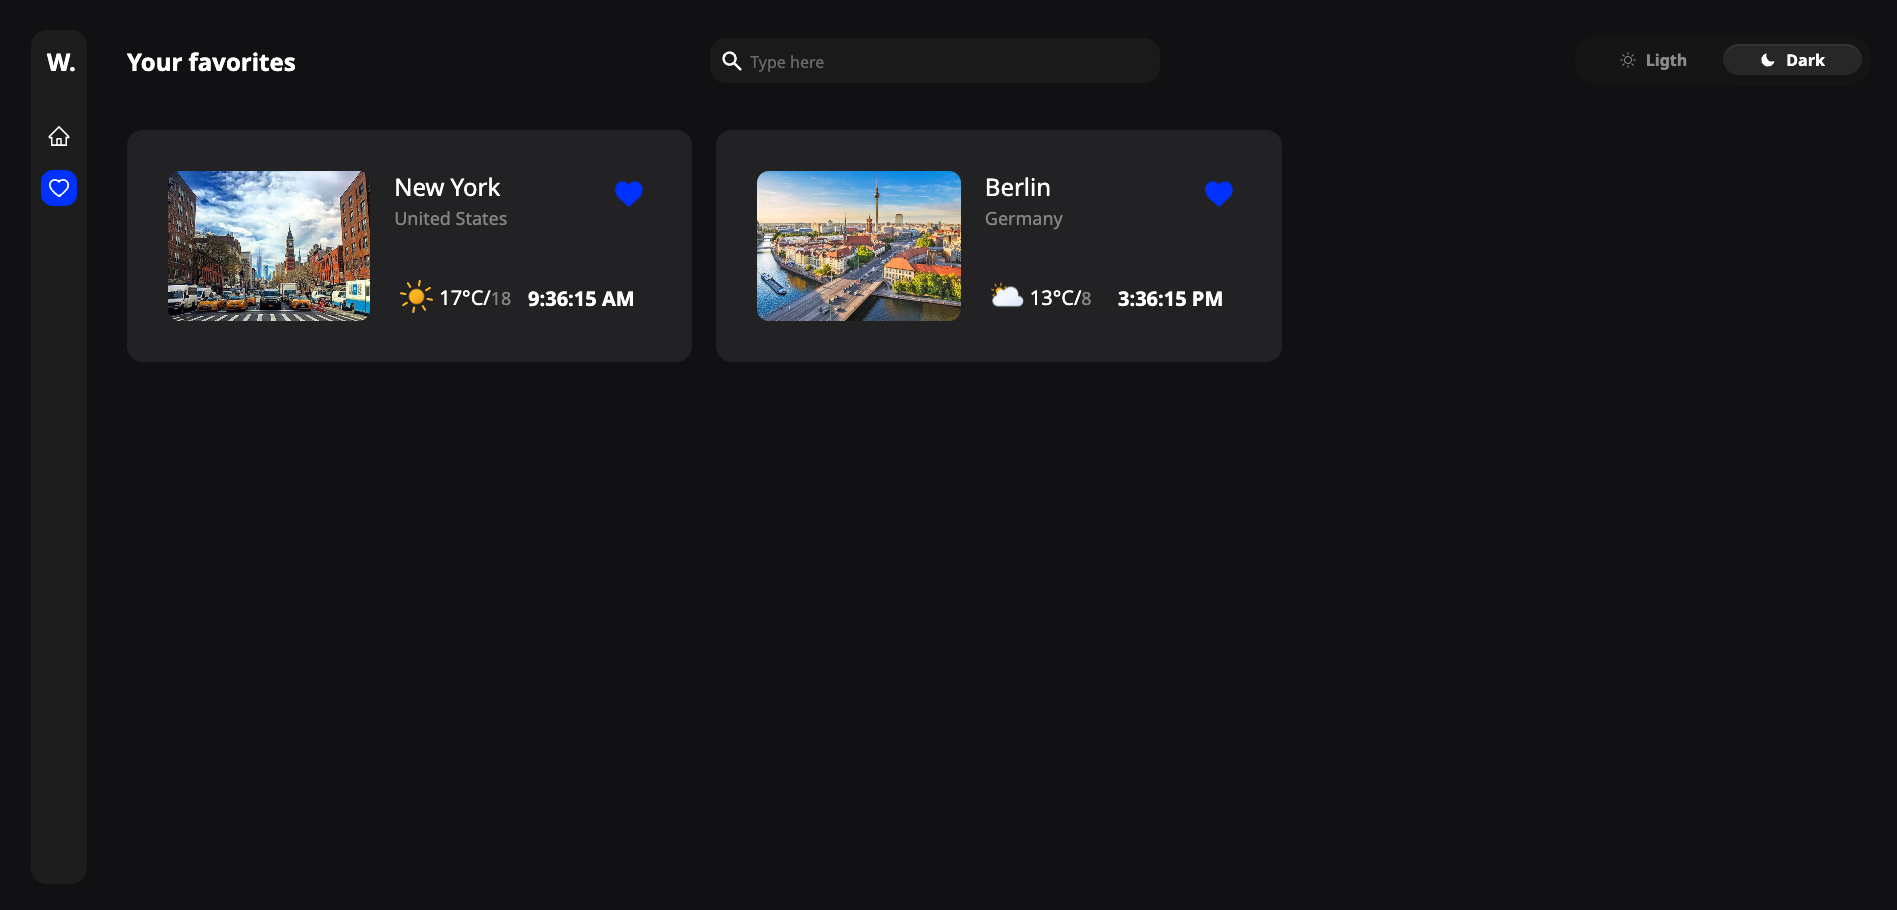 W.
Your favorites
Type here
Ligth
Dark
New York
United States
17°C/18 9:36:15 AM
Berlin
Germany
13°C/8 3:36:15 PM